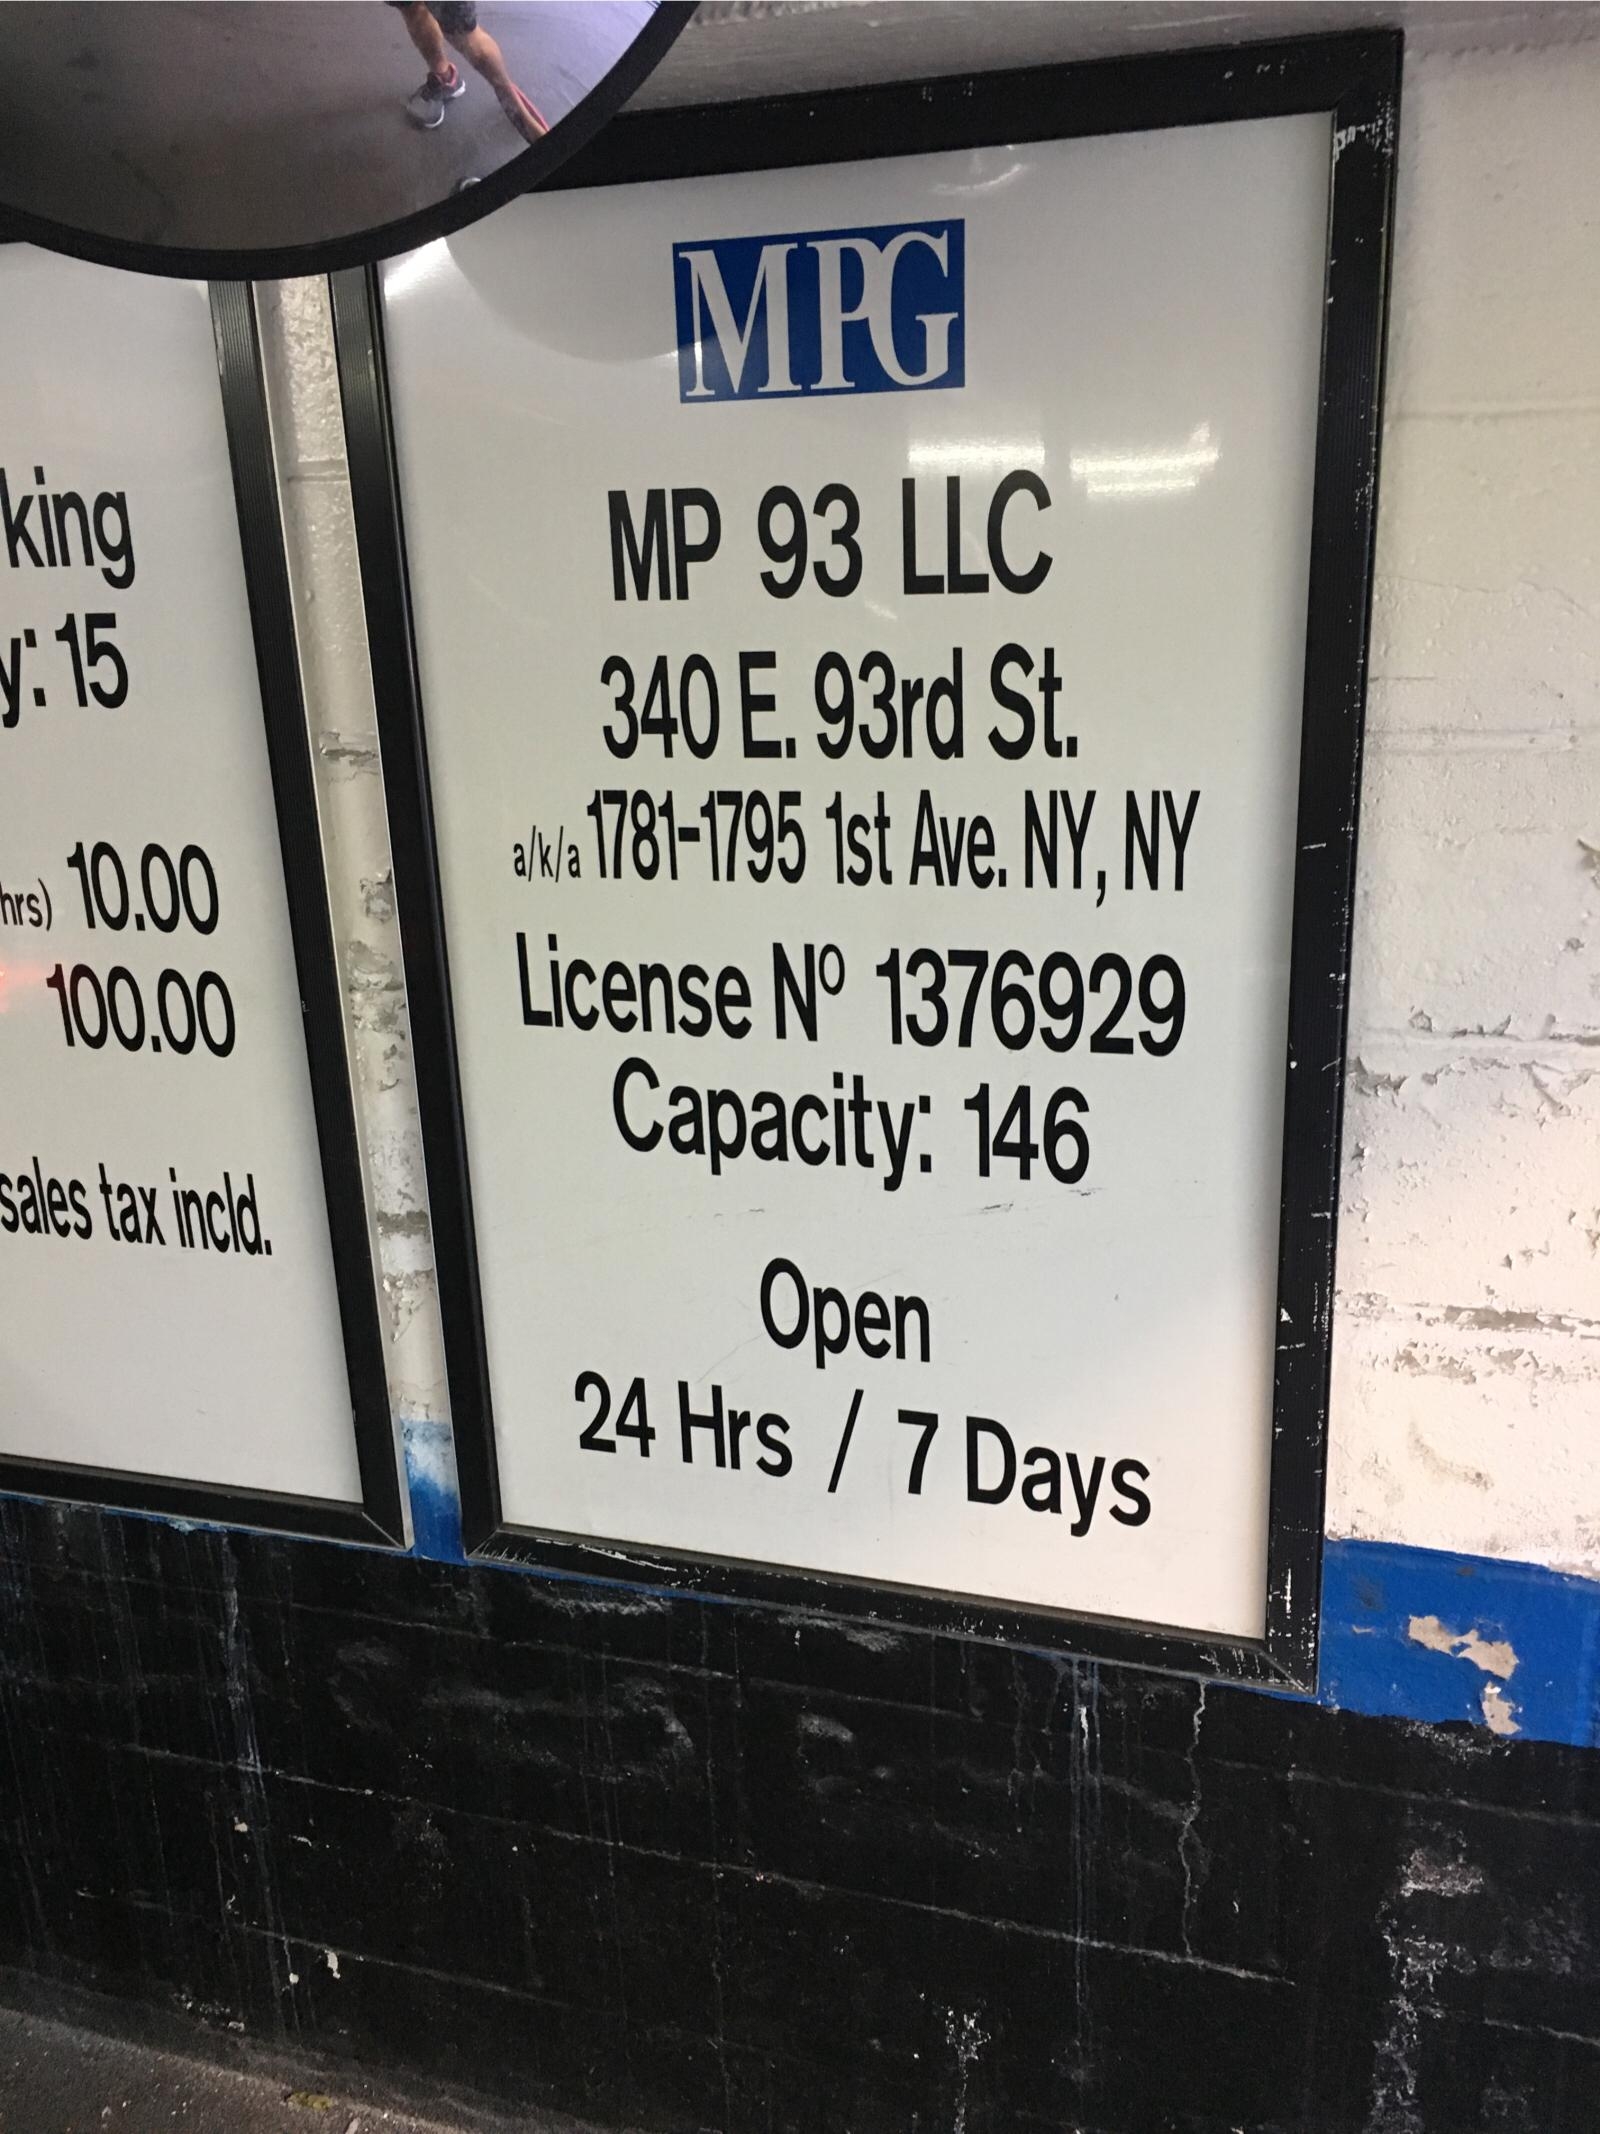 king
y: 15
hrs) 10.00
100.00
sales tax incld.
MPG
MP 93 LLC
340 E. 93rd St.
a/k/a 1781-1795 1st Ave. NY, NY
License Nº 1376929
Capacity: 146
Open
24 Hrs / 7 Days